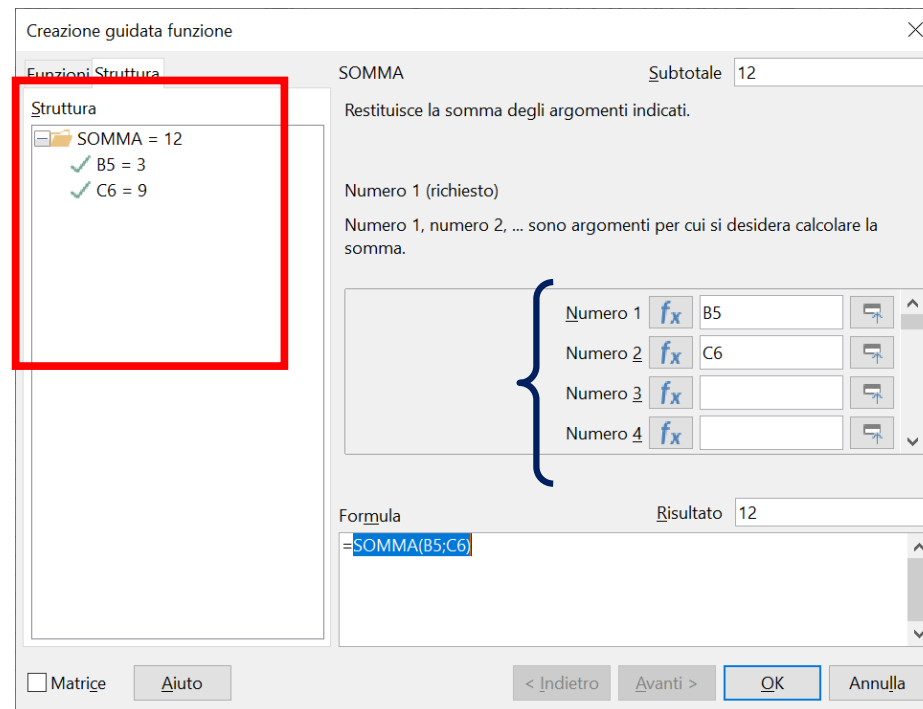 Creazione guidata funzione
Funzioni Struttura
Struttura
SOMMA = 12
B5 = 3
C6 = 9
SOMMA
Subtotale 12
Restituisce la somma degli argomenti indicati.
Numero 1 (richiesto)
Numero 1, numero 2, ... sono argomenti per cui si desidera calcolare la
somma.
Numero 1 fx B5
Numero 2 fx C6
Numero 3 fx
Numero 4 fx
Formula
Risultato 12
=SOMMA(B5;C6)
Matrice
Aiuto
< Indietro
Avanti >
OK
Annulla